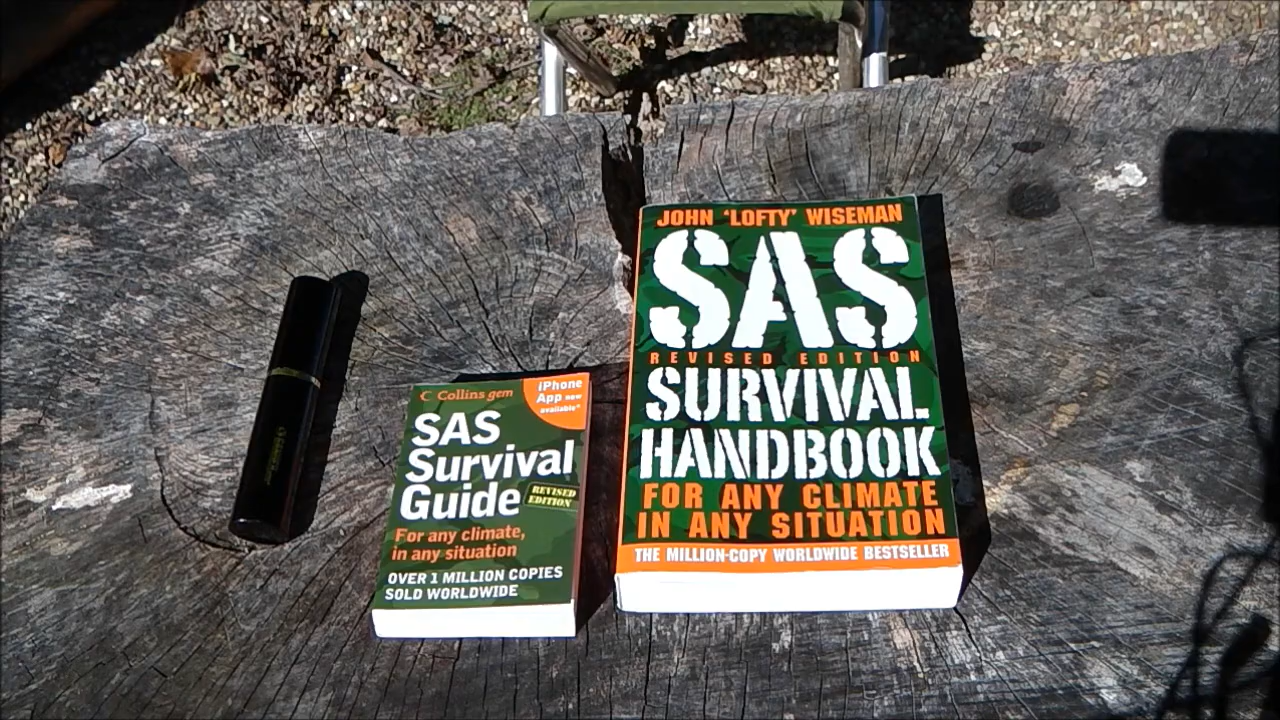 Collins gem
iPhone
App now
available*
SAS
Survival
Guide
REVISED
EDITION
For any climate,
in any situation
OVER 1 MILLION COPIES
SOLD WORLDWIDE
JOHN 'LOFTY' WISEMAN
SAS
REVISED EDITION
SURVIVAL
HANDBOOK
FOR ANY CLIMATE
IN ANY SITUATION
THE MILLION-COPY WORLDWIDE BESTSELLER